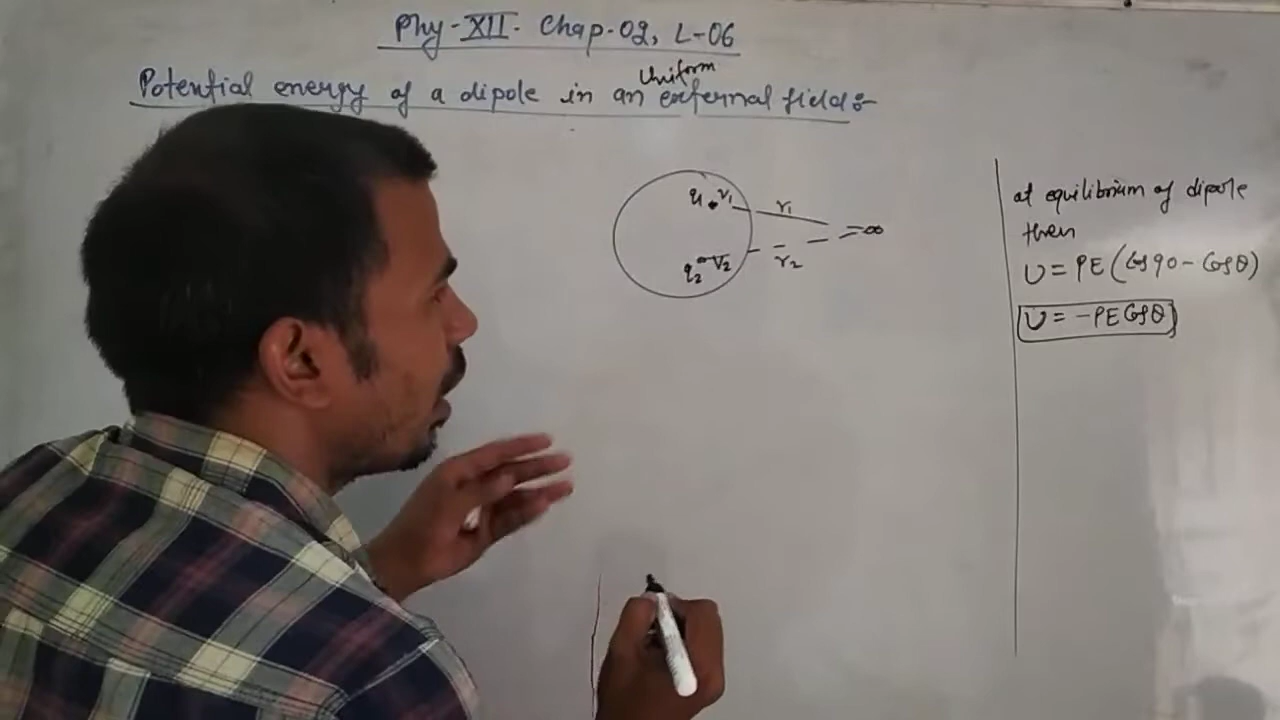 Phy-XII. Chap-02, L-06
Uniform
Potential energy of a dipole in an external field:-
q1 v1 r1
=∞
q2 v2 r2
at equilibrium of dipole
then
U = PE (Cos90 - Cosθ)
U = -PE Cosθ